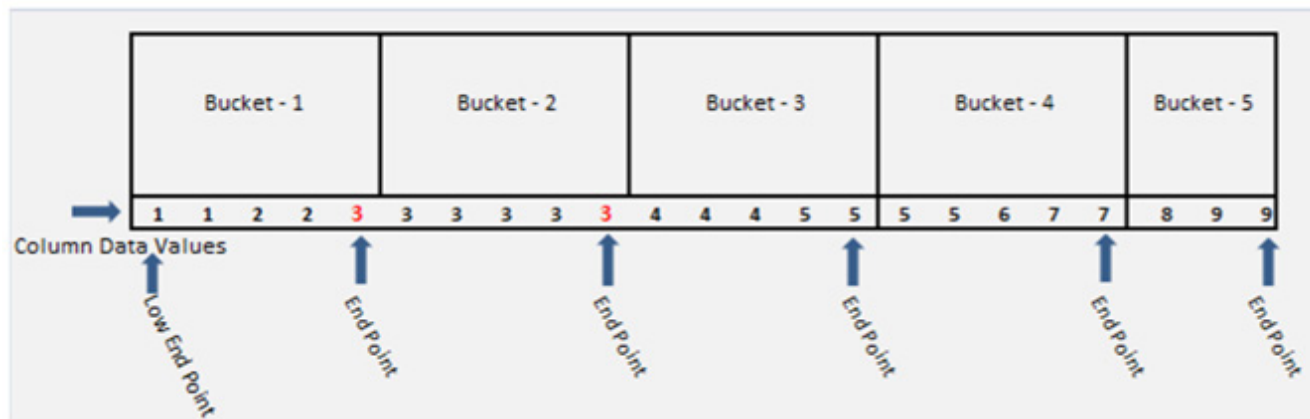 Bucket - 1 Bucket - 2 Bucket - 3 Bucket - 4 Bucket - 5
1 1 2 2 3 3 3 3 3 3 4 4 4 5 5 5 5 6 7 7 8 9 9
Column Data Values
Low End Point
End Point
End Point
End Point
End Point
End Point